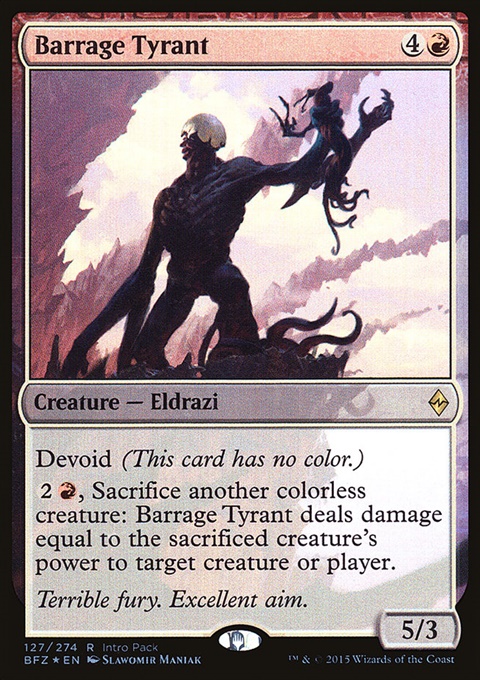 Barrage Tyrant 4
Creature — Eldrazi
Devoid (This card has no color.)
2 , Sacrifice another colorless
creature: Barrage Tyrant deals damage
equal to the sacrificed creature's
power to target creature or player.
Terrible fury. Excellent aim.
5/3
127/274 R Intro Pack
BFZ ★ EN Slawomir Maniak
™ & © 2015 Wizards of the Coast